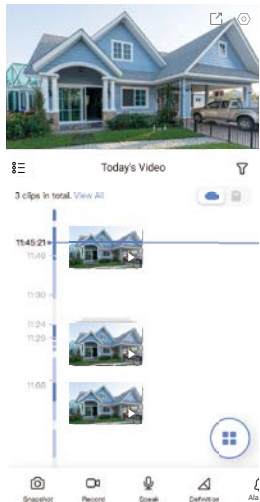 Today's Video
3 clips in total. View All
11:45:21
11:40
11:30
11:24
11:20
11:08
Snapshot Record Speak Definition Ala